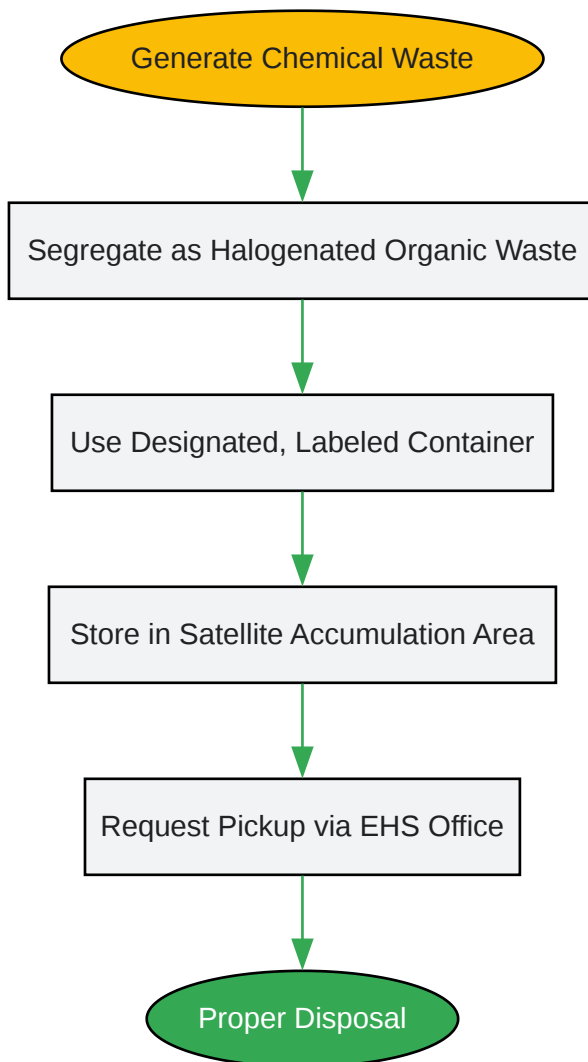 Generate Chemical Waste
Segregate as Halogenated Organic Waste
Use Designated, Labeled Container
Store in Satellite Accumulation Area
Request Pickup via EHS Office
Proper Disposal